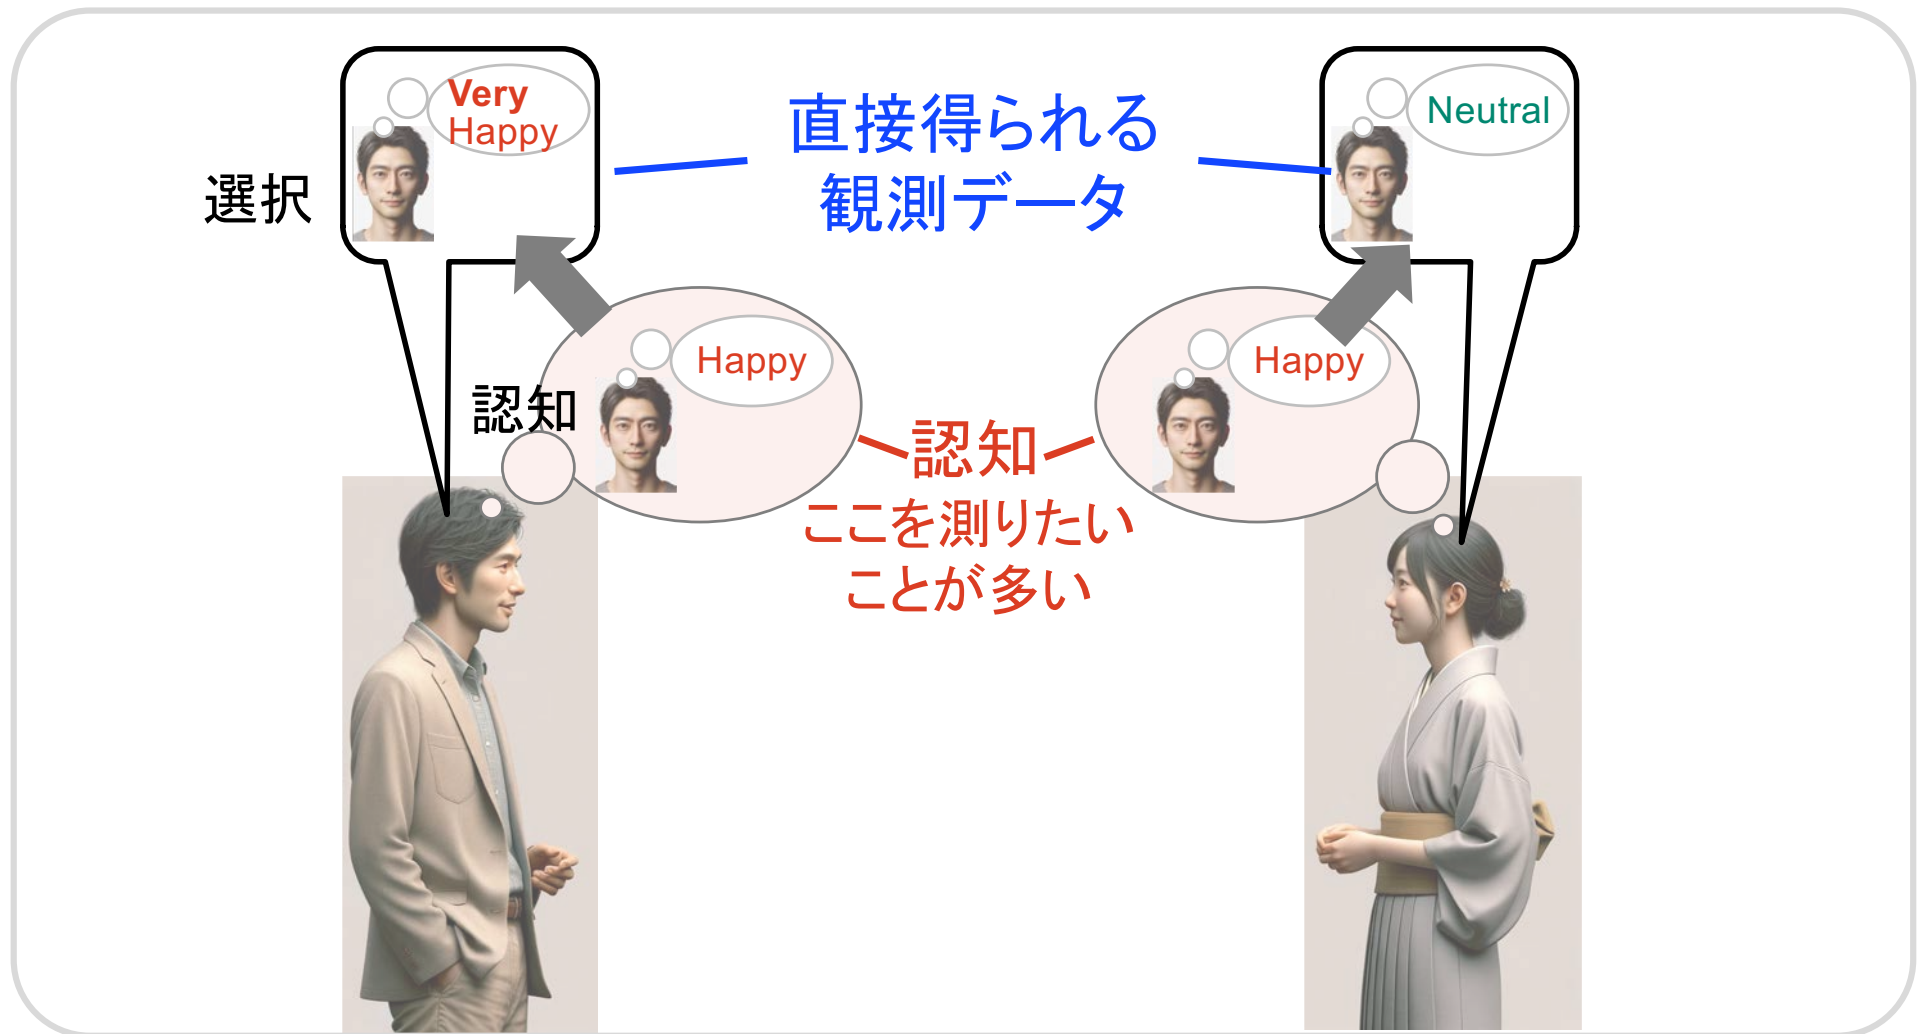 Very
Happy
直接得られる
観測データ
Neutral
選択
Happy
Happy
認知
認知
ここを測りたい
ことが多い